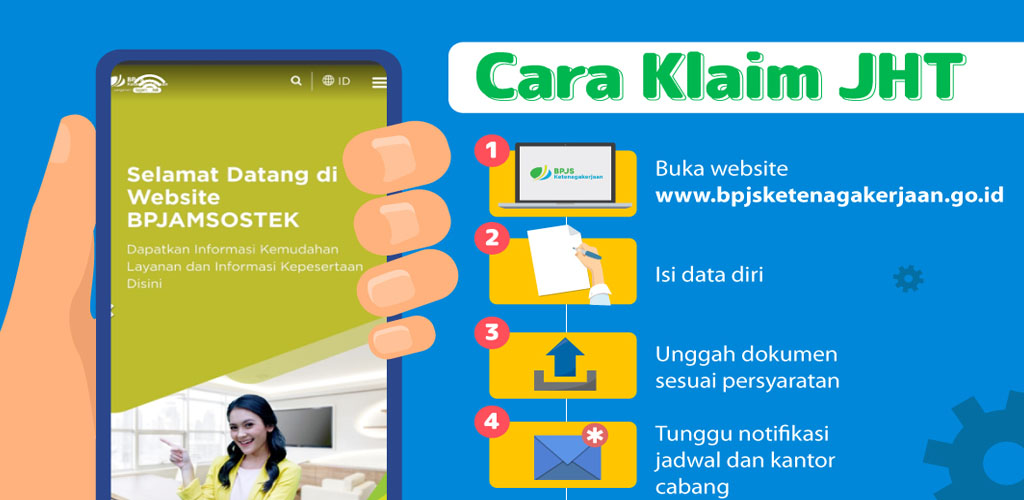 ID
Selamat Datang di
Website
BPJAMSOSTEK
Dapatkan Informasi Kemudahan
Layanan dan Informasi Kepesertaan
Disini
Cara Klaim JHT
1
BPJS
Ketenagakerjaan
Buka website
www.bpjsketenagakerjaan.go.id
2
Isi data diri
3
Unggah dokumen
sesuai persyaratan
4
*
Tunggu notifikasi
jadwal dan kantor
cabang